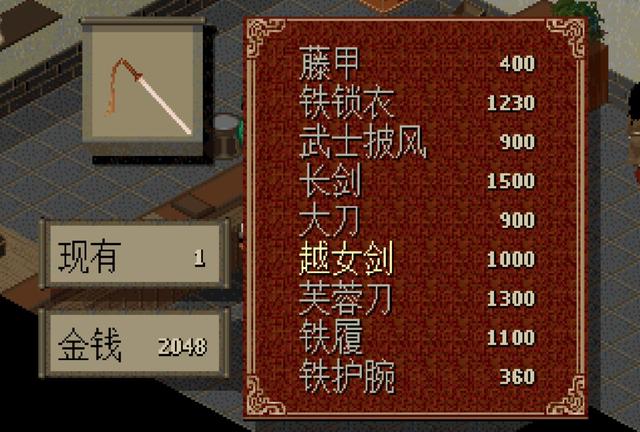 藤甲 400
铁锁衣 1230
武士披风 900
长剑 1500
大刀 900
越女剑 1000
芙蓉刀 1300
铁履 1100
铁护腕 360
现有 1
金钱 2048